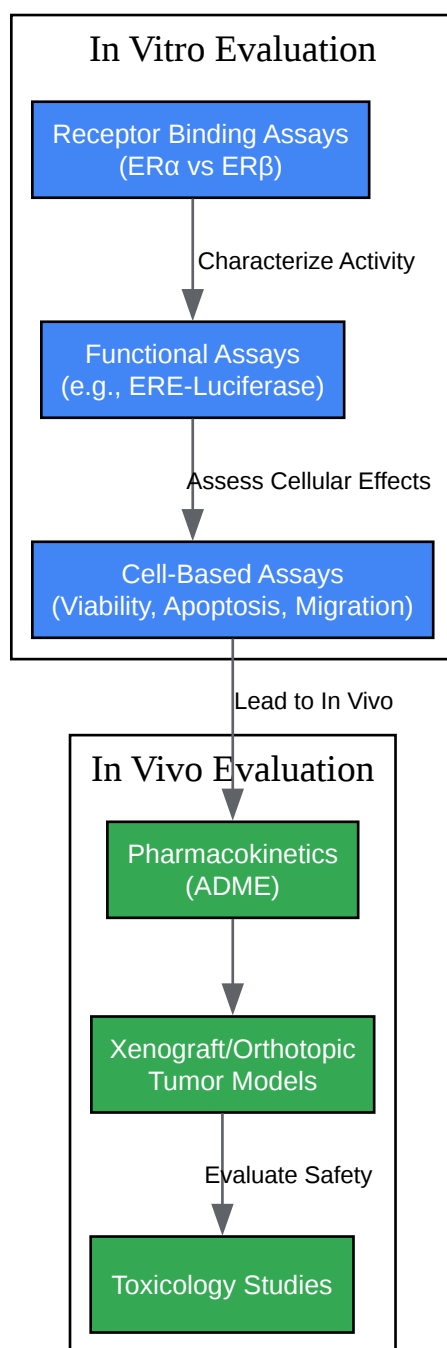 In Vitro Evaluation
Receptor Binding Assays
(ERα vs ERβ)
Characterize Activity
Functional Assays
(e.g., ERE-Luciferase)
Assess Cellular Effects
Cell-Based Assays
(Viability, Apoptosis, Migration)
Lead to In Vivo
In Vivo Evaluation
Pharmacokinetics
(ADME)
Xenograft/Orthotopic
Tumor Models
Evaluate Safety
Toxicology Studies